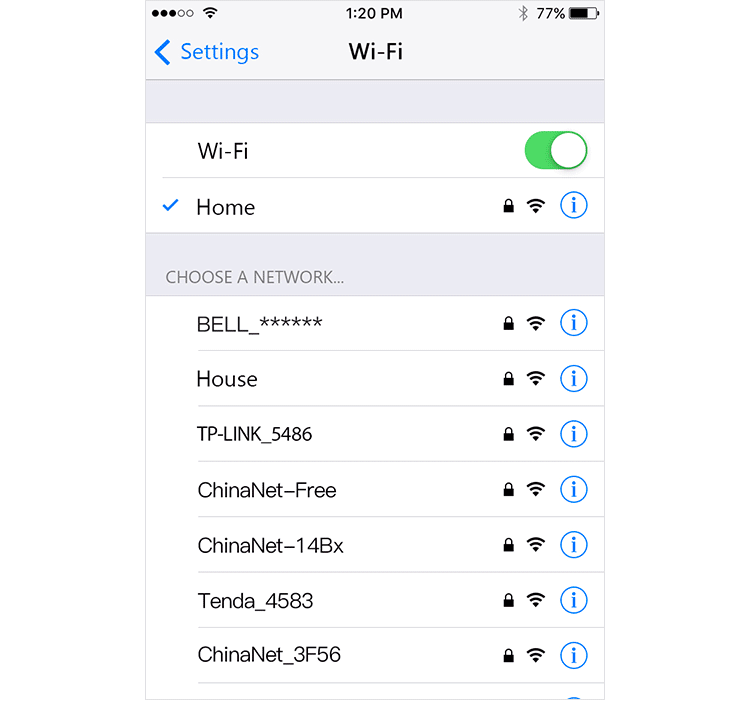 1:20 PM 77%
Settings Wi-Fi
Wi-Fi
Home
CHOOSE A NETWORK...
BELL_******
House
TP-LINK_5486
ChinaNet-Free
ChinaNet-14Bx
Tenda_4583
ChinaNet_3F56